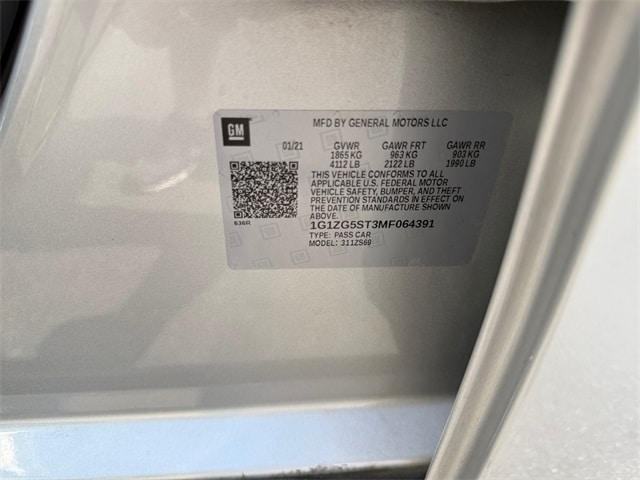 GM
MFD BY GENERAL MOTORS LLC
01/21 GVWR GAWR FRT GAWR RR
1865 KG 963 KG 903 KG
4112 LB 2122 LB 1990 LB
THIS VEHICLE CONFORMS TO ALL
APPLICABLE U.S. FEDERAL MOTOR
VEHICLE SAFETY, BUMPER, AND THEFT
PREVENTION STANDARDS IN EFFECT ON
THE DATE OF MANUFACTURE SHOWN
ABOVE.
1G1ZG5ST3MF064391
TYPE: PASS CAR
MODEL: 311ZS69